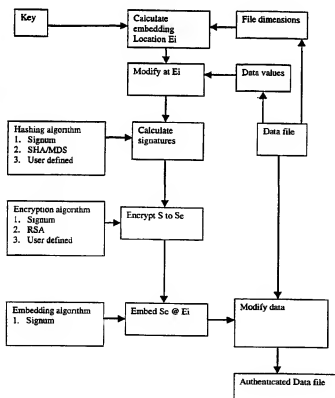 Key
Calculate
embedding
Location Ei
File dimensions
Modify at Ei
Data values
Hashing algorithm
1. Signum
2. SHA/MDS
3. User defined
Calculate
signatures
Data file
Encryption algorithm
1. Signum
2. RSA
3. User defined
Encrypt S to Se
Embedding algorithm
1. Signum
Embed Se @ Ei
Modify data
Authenticated Data file